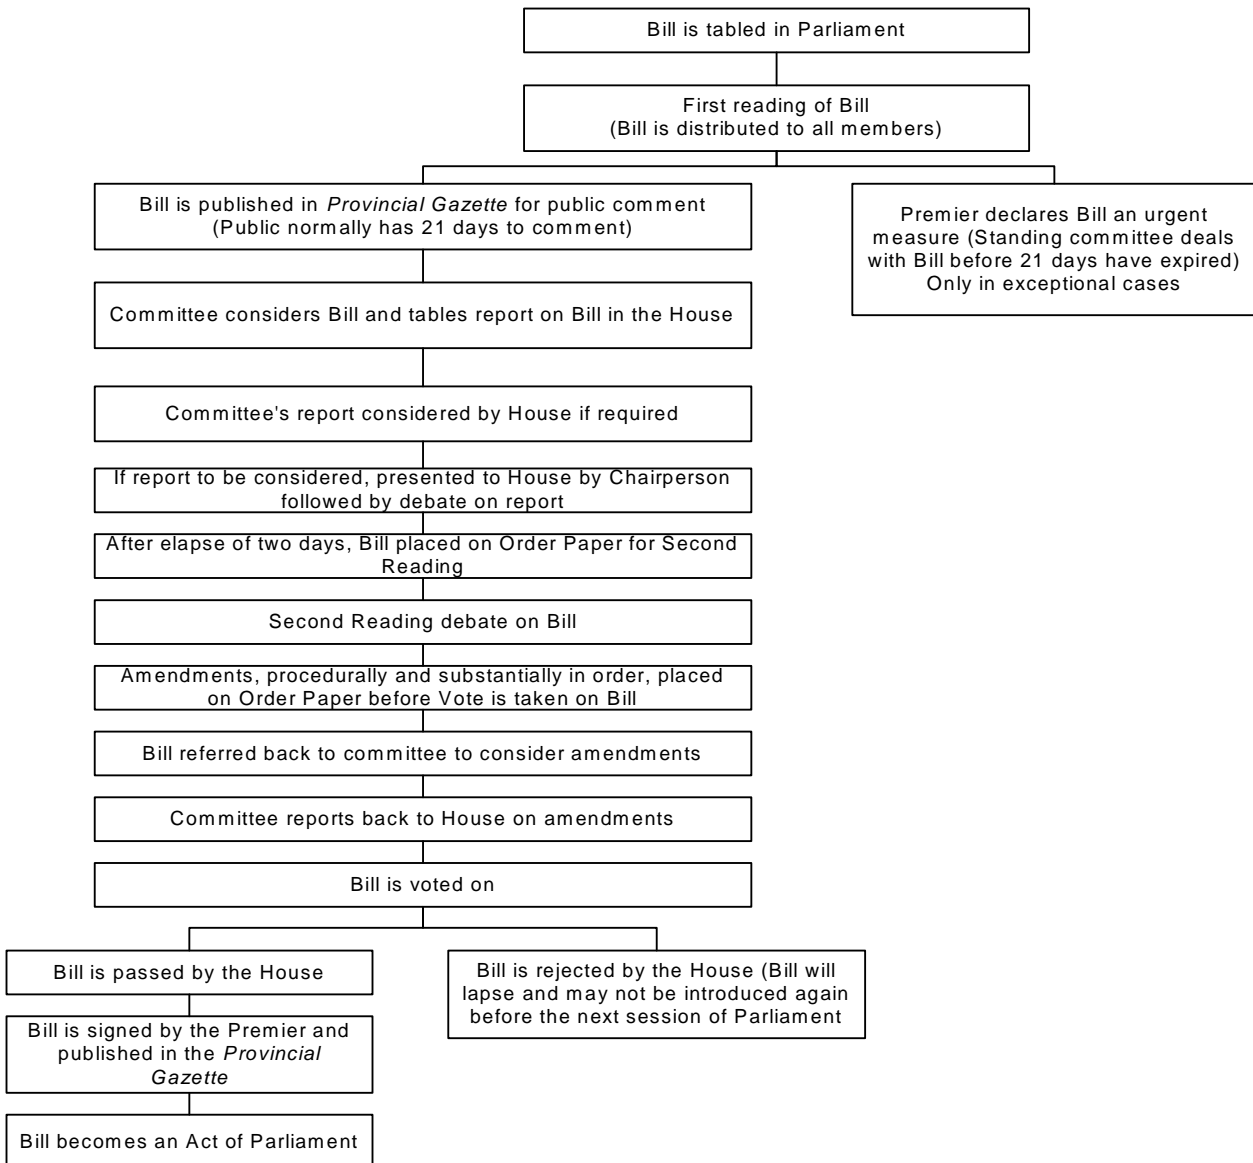 Bill is tabled in Parliament
First reading of Bill
(Bill is distributed to all members)
Bill is published in Provincial Gazette for public comment
(Public normally has 21 days to comment)
Premier declares Bill an urgent
measure (Standing committee deals
with Bill before 21 days have expired)
Only in exceptional cases
Committee considers Bill and tables report on Bill in the House
Committee's report considered by House if required
If report to be considered, presented to House by Chairperson
followed by debate on report
After elapse of two days, Bill placed on Order Paper for Second
Reading
Second Reading debate on Bill
Amendments, procedurally and substantially in order, placed
on Order Paper before Vote is taken on Bill
Bill referred back to committee to consider amendments
Committee reports back to House on amendments
Bill is voted on
Bill is passed by the House
Bill is rejected by the House (Bill will
lapse and may not be introduced again
before the next session of Parliament
Bill is signed by the Premier and
published in the Provincial
Gazette
Bill becomes an Act of Parliament